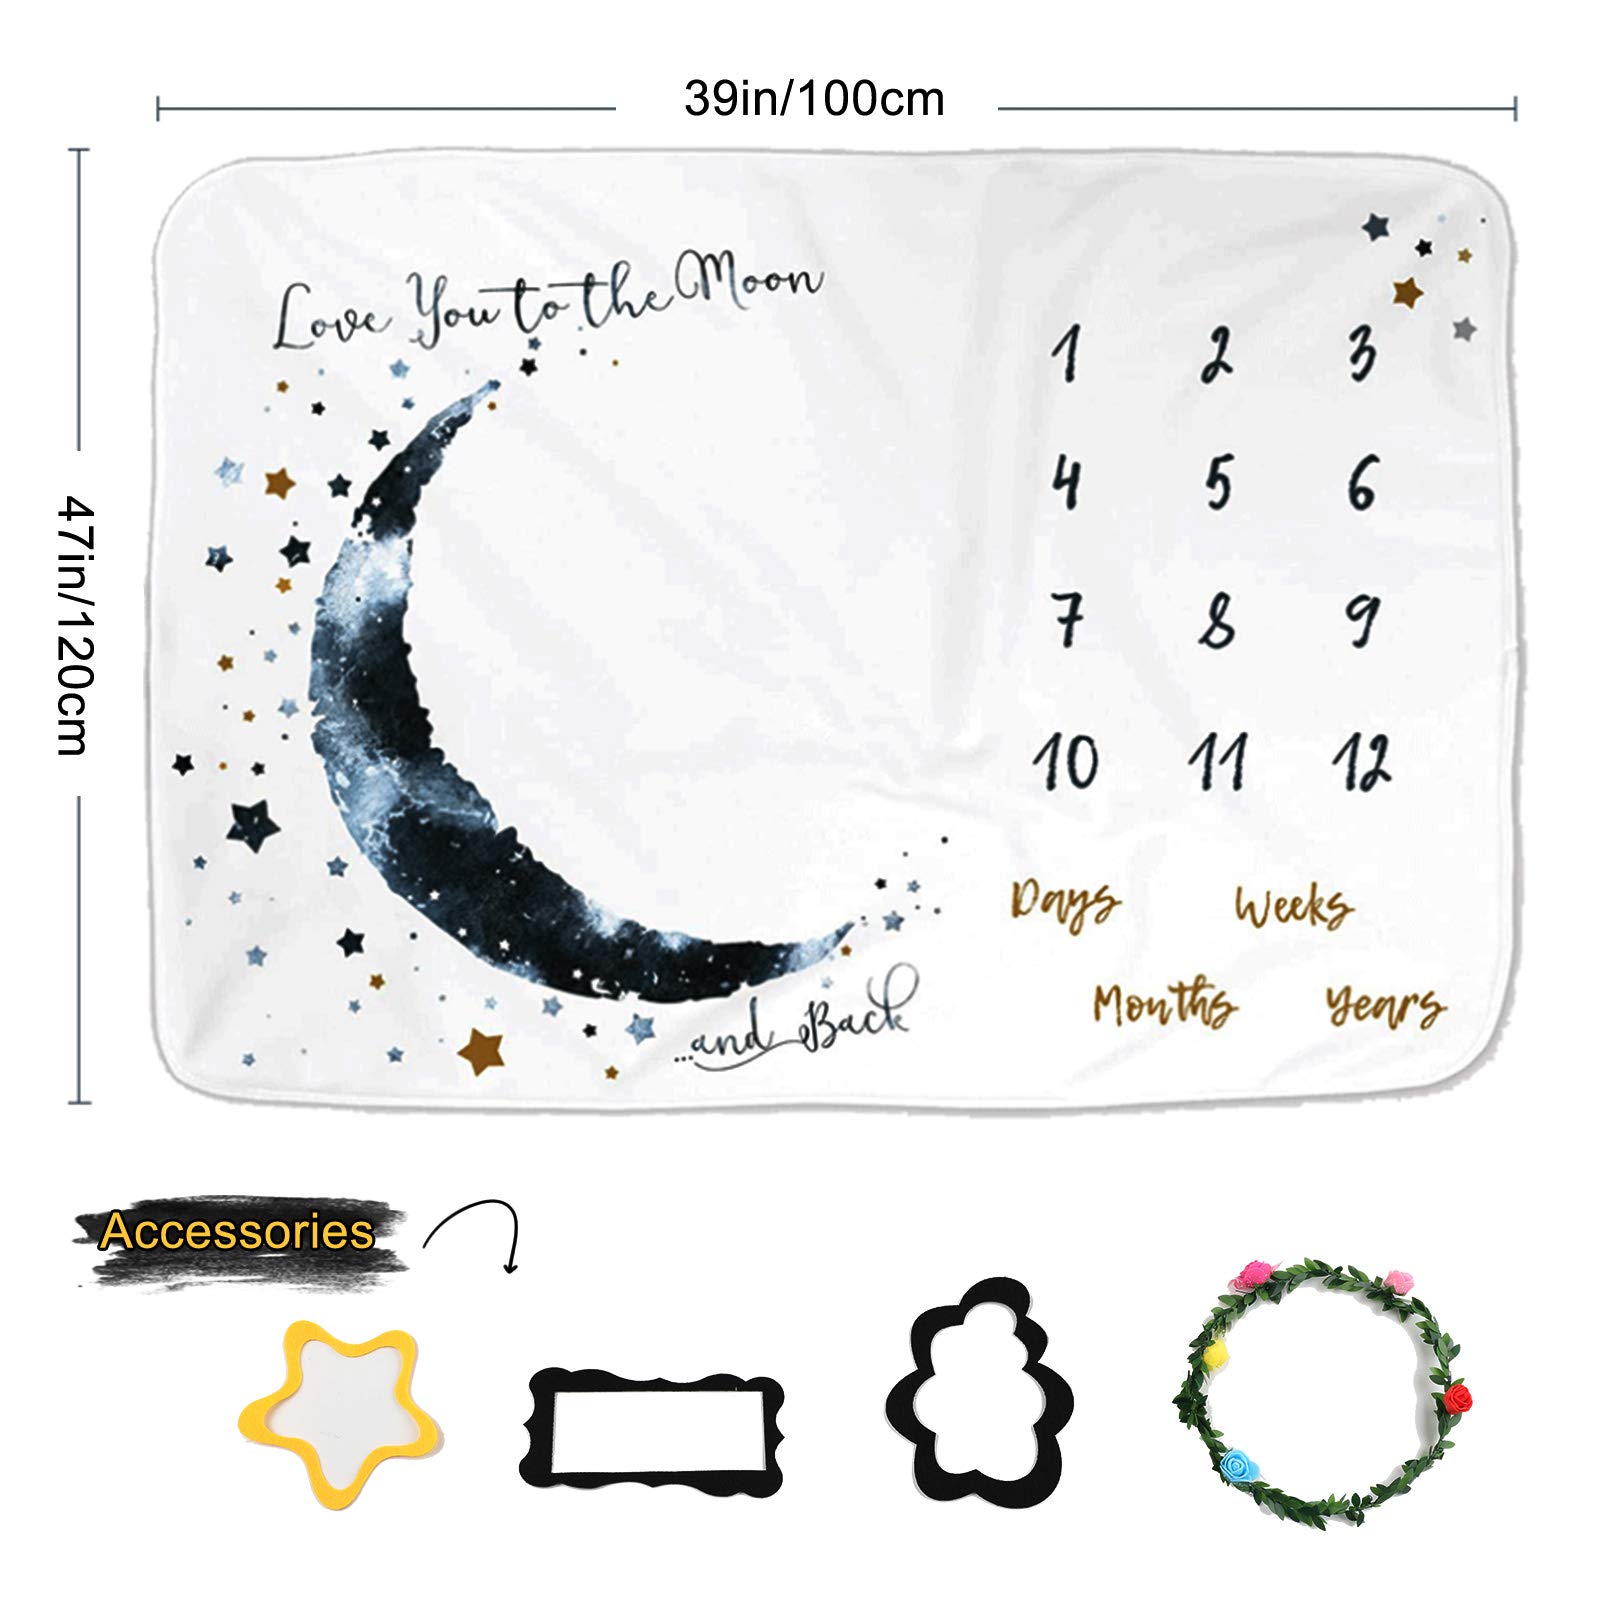 39in/100cm
47in/120cm
Love You to the Moon
1 2 3
4 5 6
7 8 9
10 11 12
Days Weeks
Months Years
...and Back
Accessories